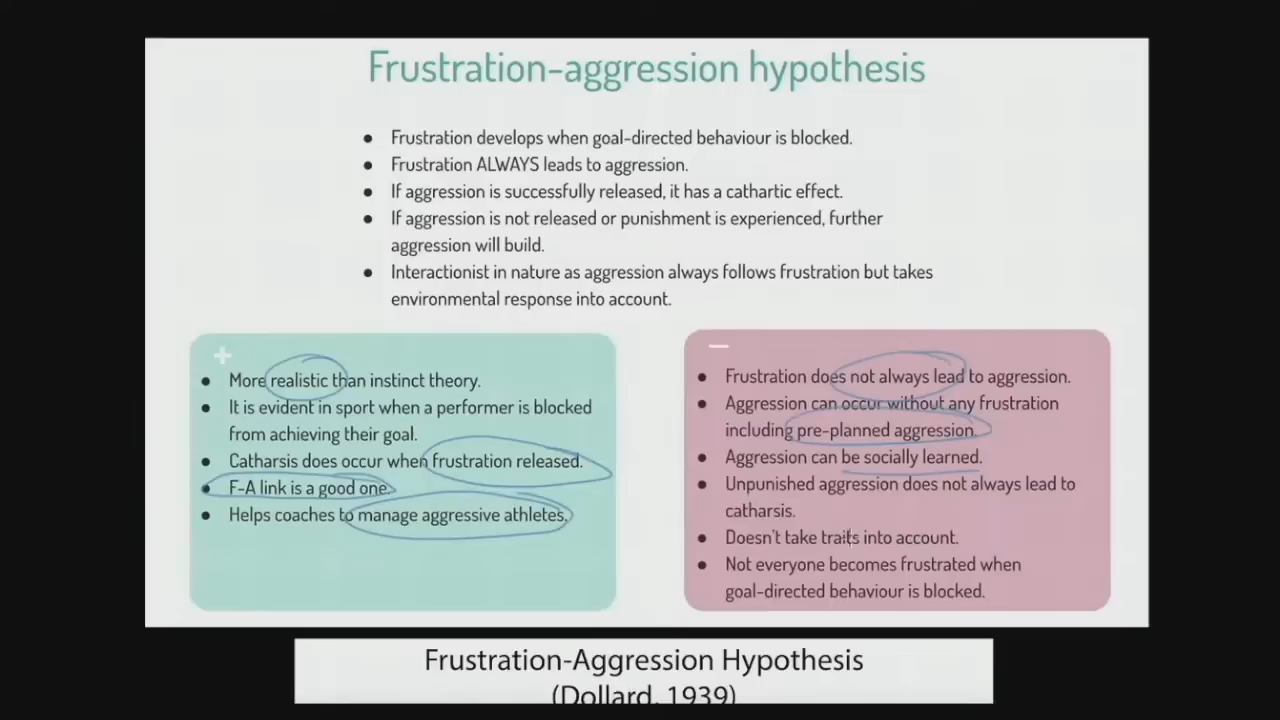 Frustration-aggression hypothesis
● Frustration develops when goal-directed behaviour is blocked.
● Frustration ALWAYS leads to aggression.
● If aggression is successfully released, it has a cathartic effect.
● If aggression is not released or punishment is experienced, further
aggression will build.
● Interactionist in nature as aggression always follows frustration but takes
environmental response into account.
+
● More realistic than instinct theory.
● It is evident in sport when a performer is blocked
from achieving their goal.
● Catharsis does occur when frustration released.
● F-A link is a good one.
● Helps coaches to manage aggressive athletes.
–
● Frustration does not always lead to aggression.
● Aggression can occur without any frustration
including pre-planned aggression.
● Aggression can be socially learned.
● Unpunished aggression does not always lead to
catharsis.
● Doesn't take traits into account.
● Not everyone becomes frustrated when
goal-directed behaviour is blocked.
Frustration-Aggression Hypothesis
(Dollard, 1939)